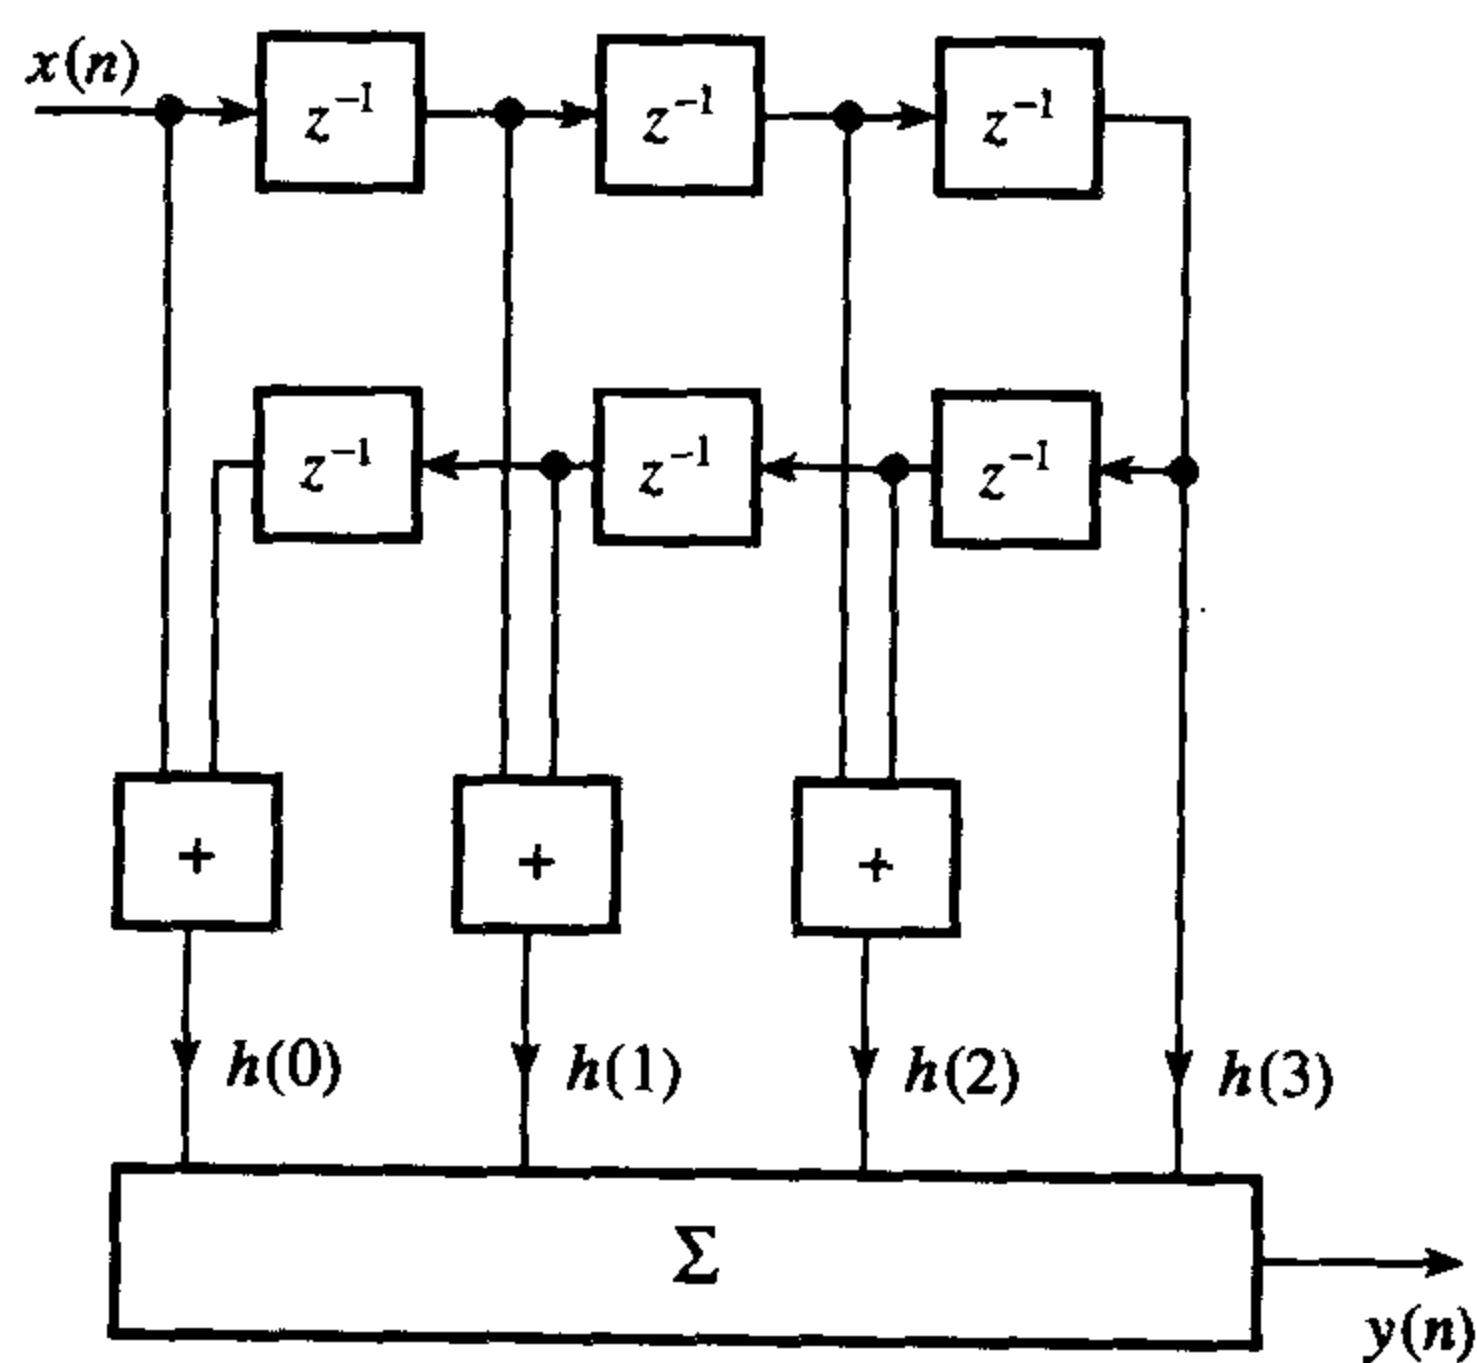 x(n)
z⁻¹ z⁻¹ z⁻¹
z⁻¹ z⁻¹ z⁻¹
+ + +
h(0) h(1) h(2) h(3)
Σ
y(n)